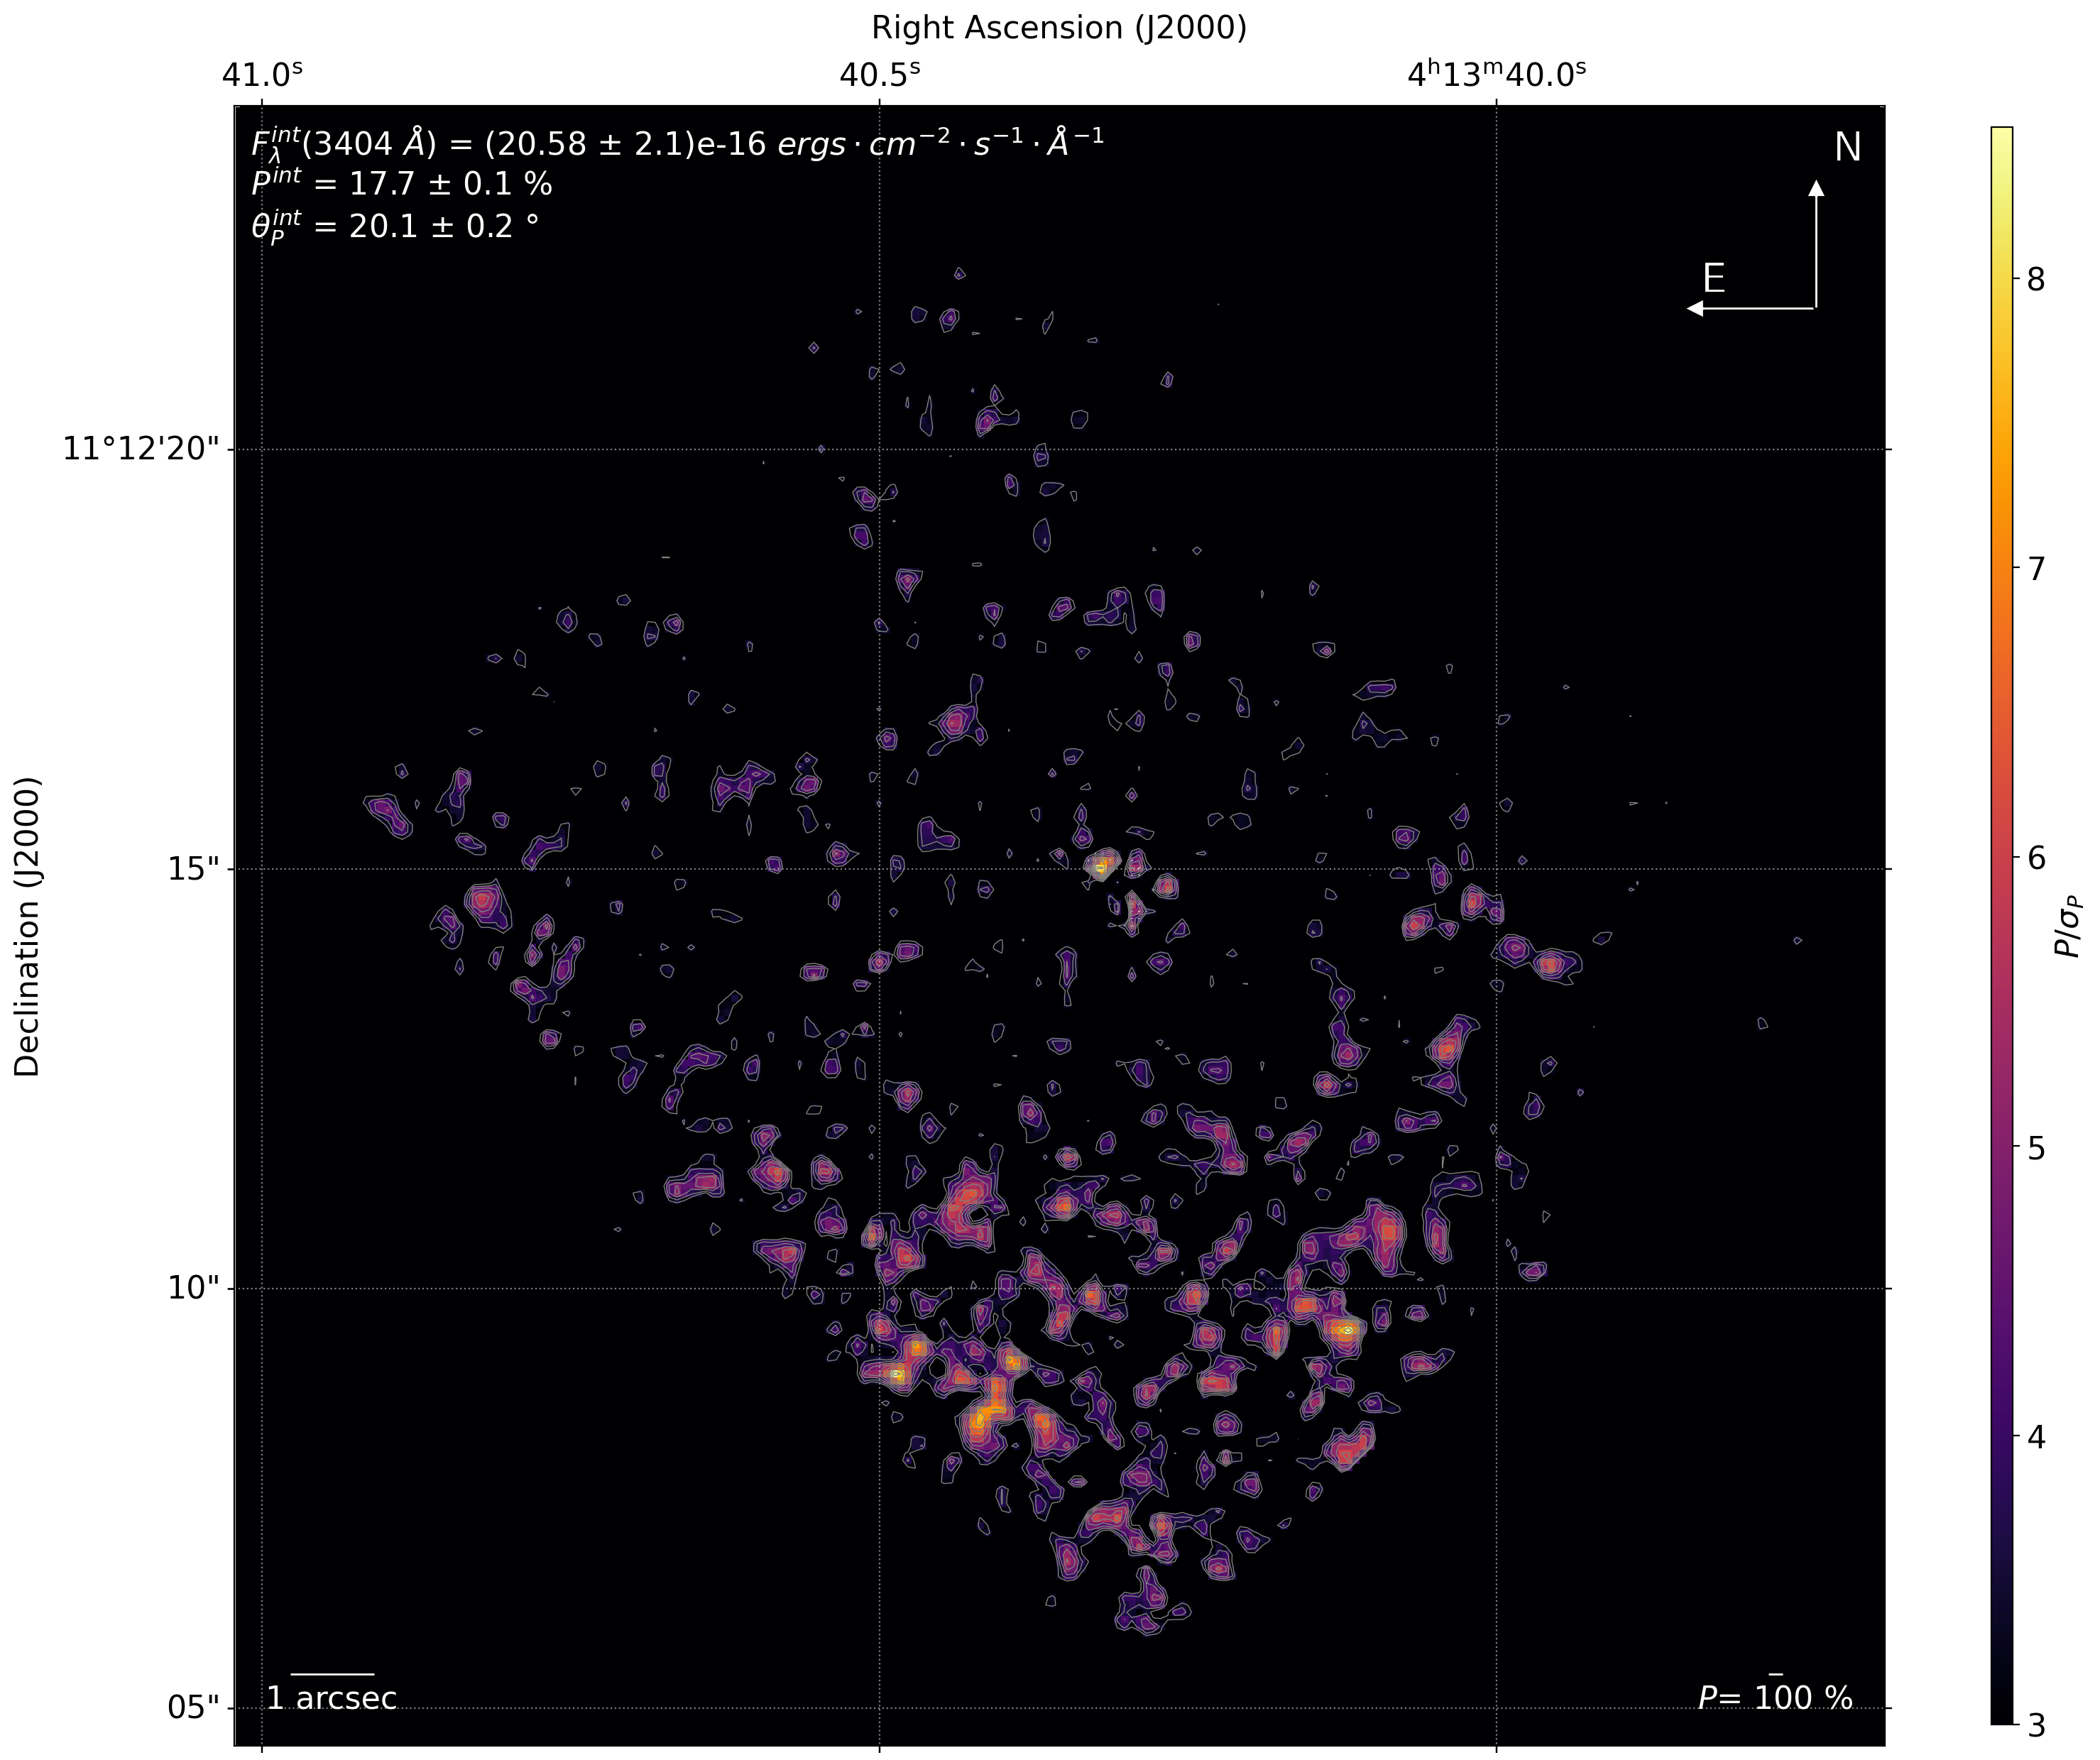 Right Ascension (J2000)
41.0ˢ 40.5ˢ 4ʰ13ᵐ40.0ˢ
F_λ^int(3404 Å) = (20.58 ± 2.1)e-16 ergs · cm⁻² · s⁻¹ · Å⁻¹
P^int = 17.7 ± 0.1 %
θ_P^int = 20.1 ± 0.2 °
N
E
11°12'20"
15"
10"
05"
Declination (J2000)
1 arcsec
P= 100 %
8
7
6
5
4
3
P/σ_P